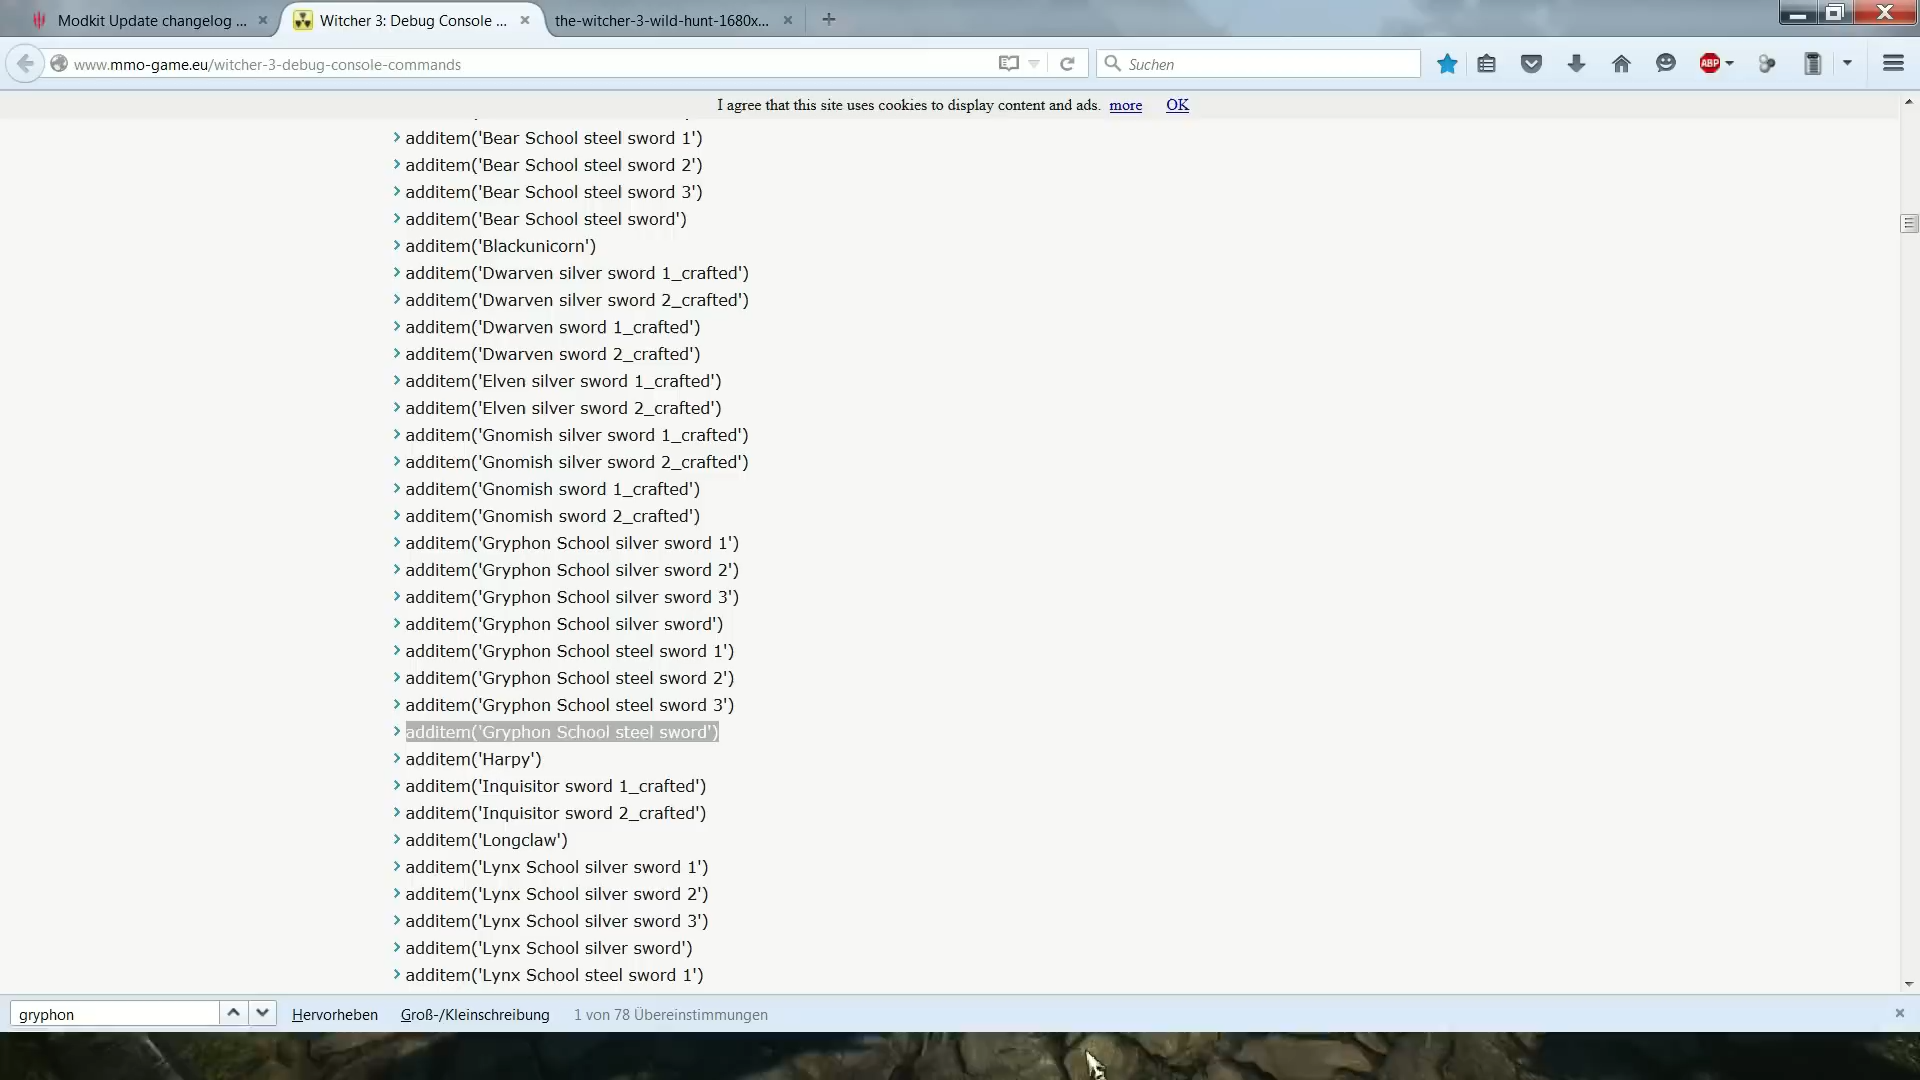 Modkit Update changelog ...
Witcher 3: Debug Console ...
the-witcher-3-wild-hunt-1680x...
www.mmo-game.eu/witcher-3-debug-console-commands
Suchen
ABP
I agree that this site uses cookies to display content and ads. more OK
additem('Bear School steel sword 1')
additem('Bear School steel sword 2')
additem('Bear School steel sword 3')
additem('Bear School steel sword')
additem('Blackunicorn')
additem('Dwarven silver sword 1_crafted')
additem('Dwarven silver sword 2_crafted')
additem('Dwarven sword 1_crafted')
additem('Dwarven sword 2_crafted')
additem('Elven silver sword 1_crafted')
additem('Elven silver sword 2_crafted')
additem('Gnomish silver sword 1_crafted')
additem('Gnomish silver sword 2_crafted')
additem('Gnomish sword 1_crafted')
additem('Gnomish sword 2_crafted')
additem('Gryphon School silver sword 1')
additem('Gryphon School silver sword 2')
additem('Gryphon School silver sword 3')
additem('Gryphon School silver sword')
additem('Gryphon School steel sword 1')
additem('Gryphon School steel sword 2')
additem('Gryphon School steel sword 3')
additem('Gryphon School steel sword')
additem('Harpy')
additem('Inquisitor sword 1_crafted')
additem('Inquisitor sword 2_crafted')
additem('Longclaw')
additem('Lynx School silver sword 1')
additem('Lynx School silver sword 2')
additem('Lynx School silver sword 3')
additem('Lynx School silver sword')
additem('Lynx School steel sword 1')
gryphon
Hervorheben
Groß-/Kleinschreibung
1 von 78 Übereinstimmungen